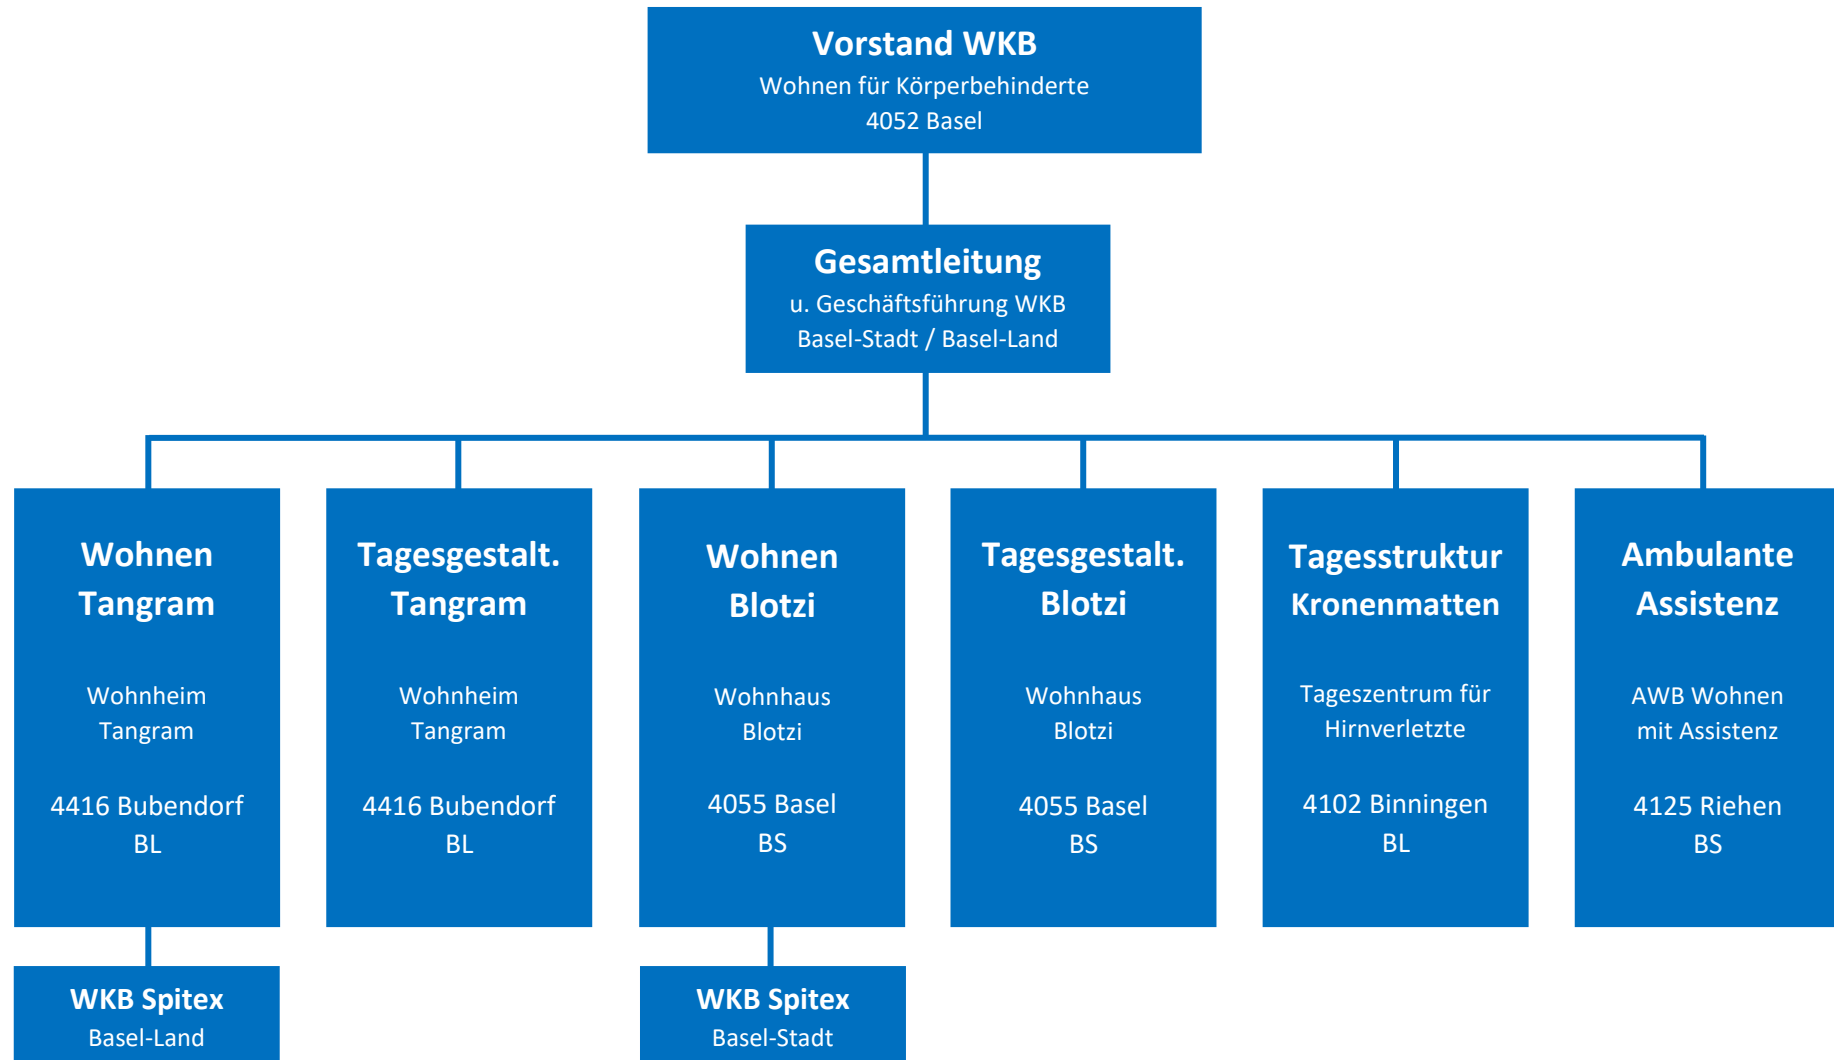 Vorstand WKB
Wohnen für Körperbehinderte
4052 Basel
Gesamtleitung
u. Geschäftsführung WKB
Basel-Stadt / Basel-Land
Wohnen
Tangram
Wohnheim
Tangram
4416 Bubendorf
BL
Tagesgestalt.
Tangram
Wohnheim
Tangram
4416 Bubendorf
BL
Wohnen
Blotzi
Wohnhaus
Blotzi
4055 Basel
BS
Tagesgestalt.
Blotzi
Wohnhaus
Blotzi
4055 Basel
BS
Tagesstruktur
Kronenmatten
Tageszentrum für
Hirnverletzte
4102 Binningen
BL
Ambulante
Assistenz
AWB Wohnen
mit Assistenz
4125 Riehen
BS
WKB Spitex
Basel-Land
WKB Spitex
Basel-Stadt